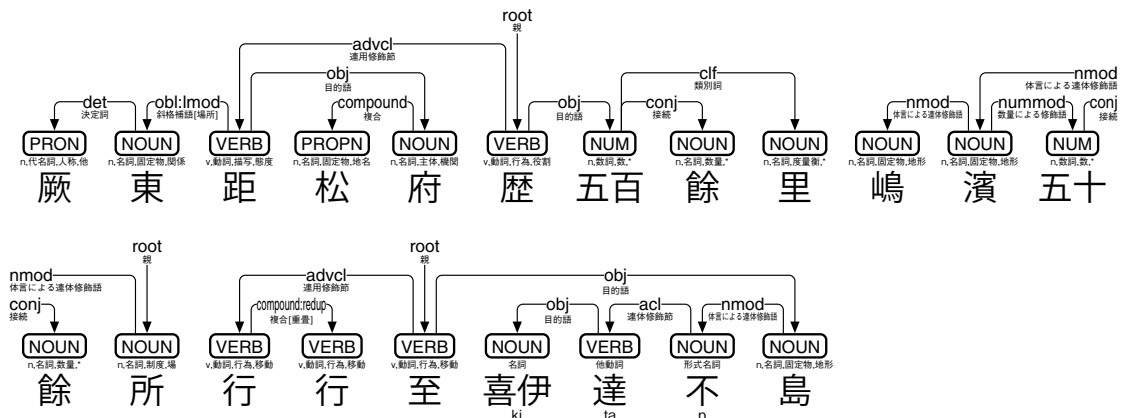 root
親
advcl
連用修飾節
obj
目的語
clf
類別詞
nmod
体言による連体修飾語
det
決定詞
obl:lmod
斜格補語[場所]
compound
複合
obj
目的語
conj
接続
nmod
体言による連体修飾語
nummod
数量による修飾語
conj
接続
PRON NOUN VERB PROPN NOUN VERB NUM NOUN NOUN NOUN NOUN NUM
n,代名詞,人称,他 n,名詞,固定物,関係 v,動詞,描写,態度 n,名詞,固定物,地名 n,名詞,主体,機関 v,動詞,行為,役割 n,数詞,数,* n,名詞,数量,* n,名詞,度量衡,* n,名詞,固定物,地形 n,名詞,固定物,地形 n,数詞,数,*
厥 東 距 松 府 歴 五百 餘 里 嶋 濱 五十
root
親
root
親
nmod
体言による連体修飾語
advcl
連用修飾節
obj
目的語
conj
接続
compound:redup
複合[重畳]
obj
目的語
acl
連体修飾節
nmod
体言による連体修飾語
NOUN NOUN VERB VERB VERB NOUN VERB NOUN NOUN
n,名詞,数量,* n,名詞,制度,場 v,動詞,行為,移動 v,動詞,行為,移動 v,動詞,行為,移動 名詞 他動詞 形式名詞 n,名詞,固定物,地形
餘 所 行 行 至 喜伊 達 不 島
ki ta p